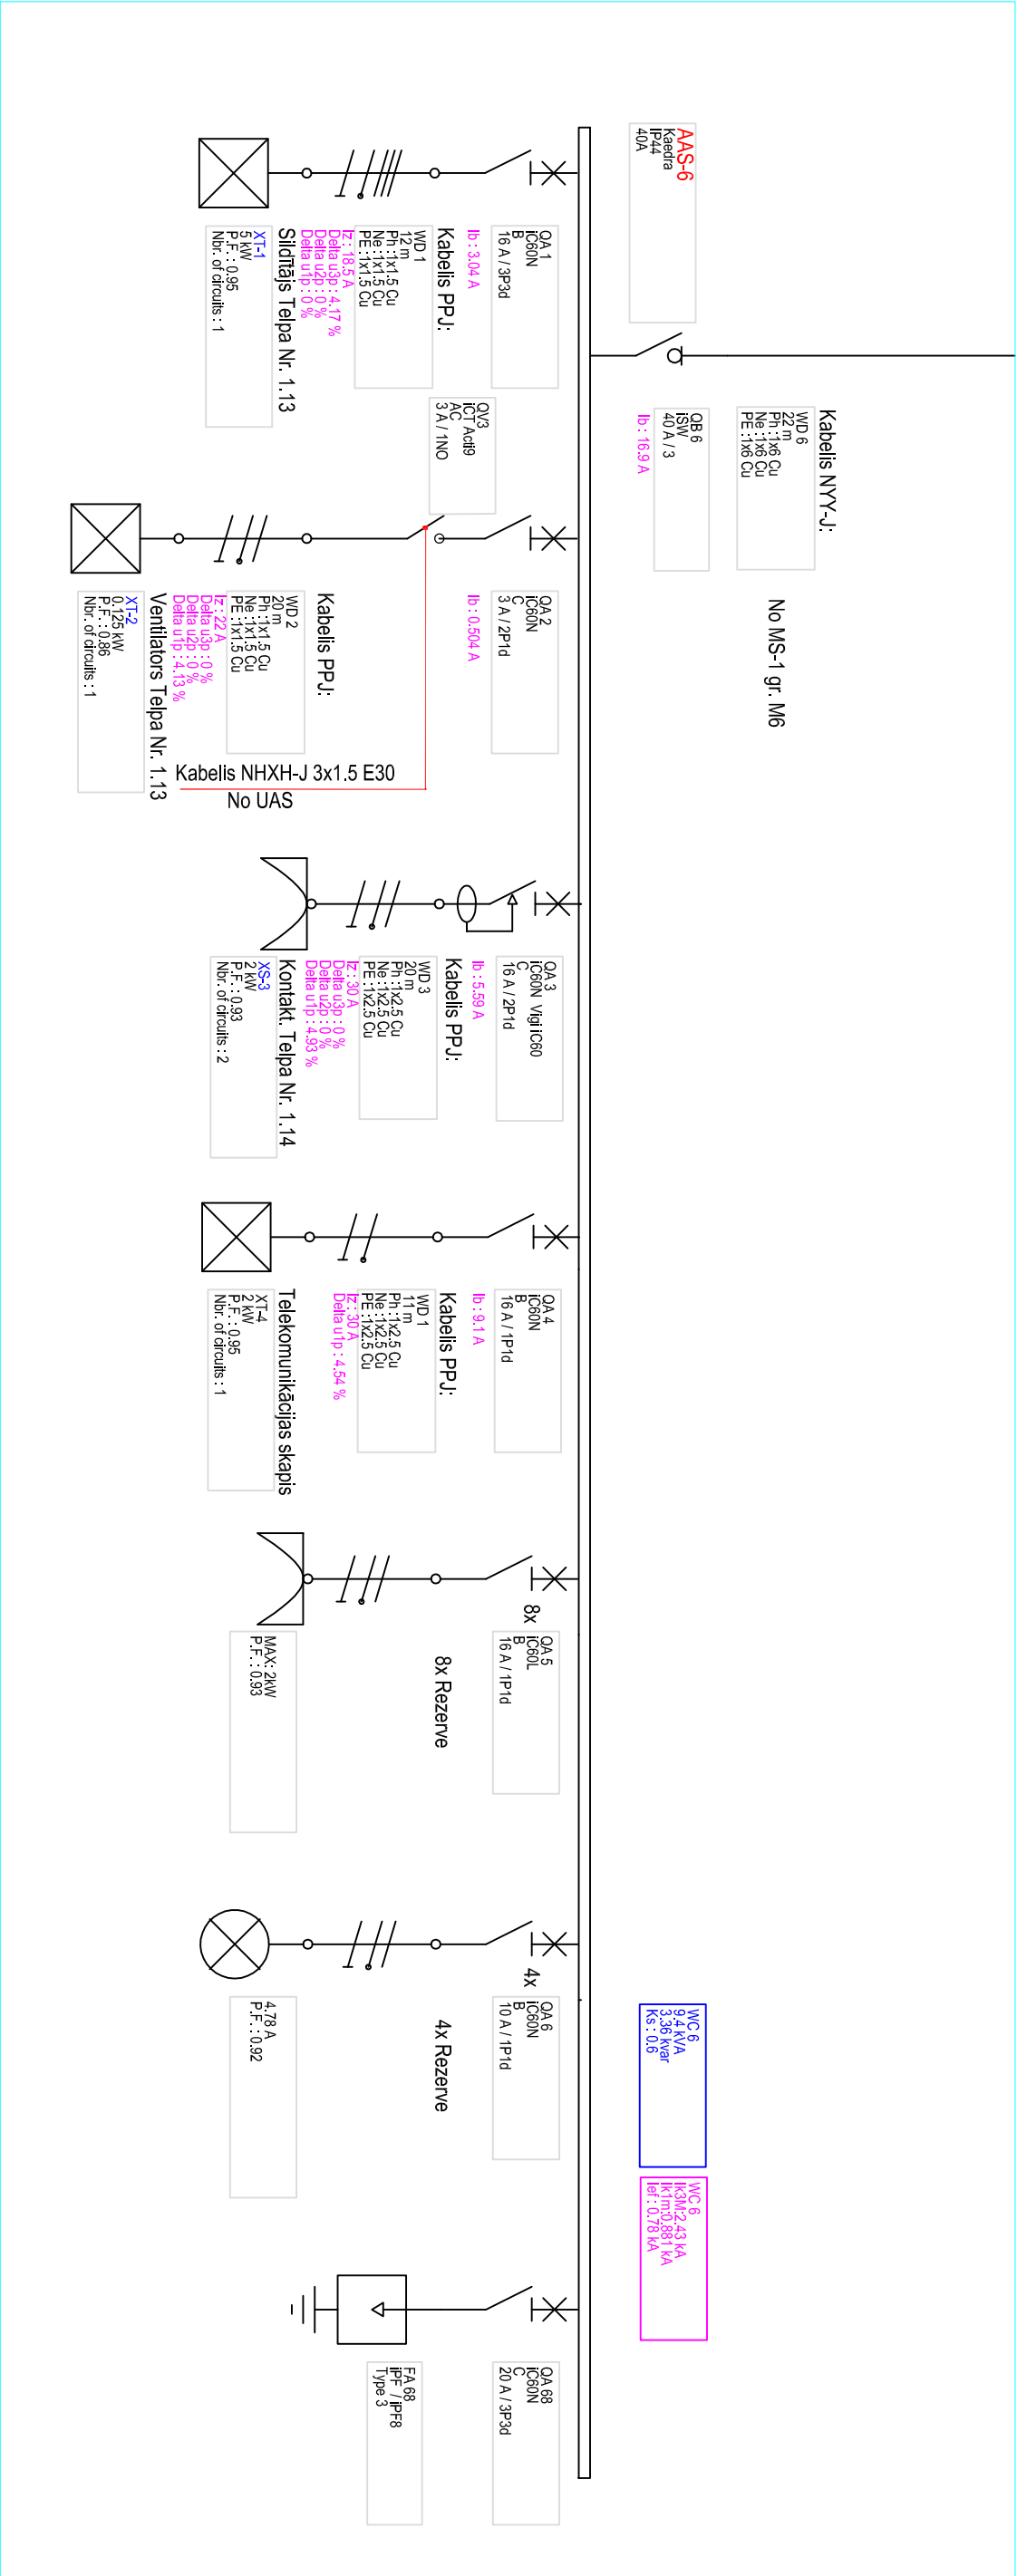 AAS-6
Kaedra
IP44
40A
Kabelis NYY-J:
WD 6
22 m
Ph :1x6 Cu
Ne :1x6 Cu
PE :1x6 Cu
QB 6
iSW
40 A / 3
Ib : 16.9 A
No MS-1 gr. M6
WC 6
9.4 kVA
3.36 kvar
Ks : 0.6
WC 6
Ik3M:2.43 kA
Ik1m:0.881 kA
Ief : 0.78 kA
QA 1
iC60N
B
16 A / 3P3d
Ib : 3.04 A
Kabelis PPJ:
WD 1
12 m
Ph :1x1.5 Cu
Ne :1x1.5 Cu
PE :1x1.5 Cu
Iz : 18.5 A
Delta u3p : 4.17 %
Delta u2p : 0 %
Delta u1p : 0 %
Sildītājs Telpa Nr. 1.13
XT-1
5 kW
P.F. : 0.95
Nbr. of circuits : 1
QV3
iCT Acti9
AC
3 A / 1NO
QA 2
iC60N
C
3 A / 2P1d
Ib : 0.504 A
Kabelis PPJ:
WD 2
20 m
Ph :1x1.5 Cu
Ne :1x1.5 Cu
PE :1x1.5 Cu
Iz : 22 A
Delta u3p : 0 %
Delta u2p : 0 %
Delta u1p : 4.13 %
Ventilators Telpa Nr. 1.13
XT-2
0.125 kW
P.F. : 0.86
Nbr. of circuits : 1
Kabelis NHXH-J 3x1.5 E30
No UAS
QA 3
iC60N Vigi iC60
C
16 A / 2P1d
Ib : 5.59 A
Kabelis PPJ:
WD 3
20 m
Ph :1x2.5 Cu
Ne :1x2.5 Cu
PE :1x2.5 Cu
Iz : 30 A
Delta u3p : 0 %
Delta u2p : 0 %
Delta u1p : 4.93 %
Kontakt. Telpa Nr. 1.14
XS-3
2 kW
P.F. : 0.93
Nbr. of circuits : 2
QA 4
iC60N
B
16 A / 1P1d
Ib : 9.1 A
Kabelis PPJ:
WD 1
11 m
Ph :1x2.5 Cu
Ne :1x2.5 Cu
PE :1x2.5 Cu
Iz : 30 A
Delta u1p : 4.54 %
Telekomunikācijas skapis
XT-4
2 kW
P.F. : 0.95
Nbr. of circuits : 1
8x
QA 5
iC60L
B
16 A / 1P1d
8x Rezerve
MAX: 2kW
P.F. : 0.93
4x
QA 6
iC60N
B
10 A / 1P1d
4x Rezerve
4.78 A
P.F. : 0.92
QA 68
iC60N
C
20 A / 3P3d
FA 68
iPF / iPF8
Type 3